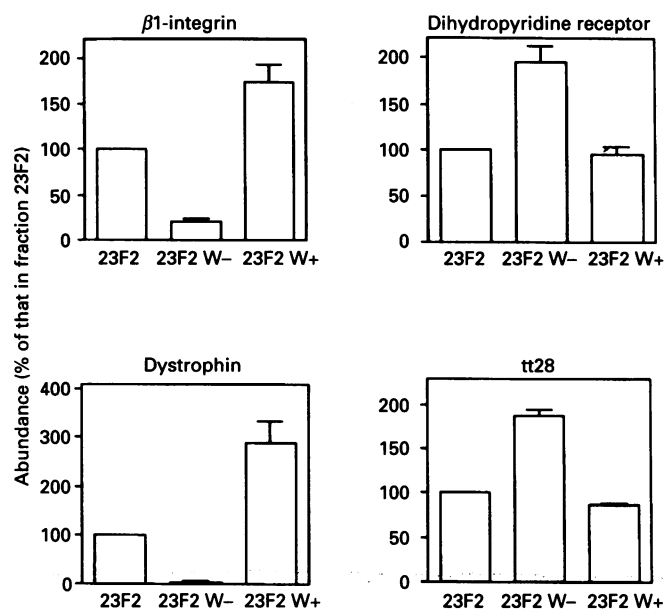 β1-integrin
Dihydropyridine receptor
Abundance (% of that in fraction 23F2)
200
150
100
50
0
23F2 23F2 W– 23F2 W+
200
150
100
50
0
23F2 23F2 W– 23F2 W+
Dystrophin
tt28
400
300
200
100
0
23F2 23F2 W– 23F2 W+
200
150
100
50
0
23F2 23F2 W– 23F2 W+